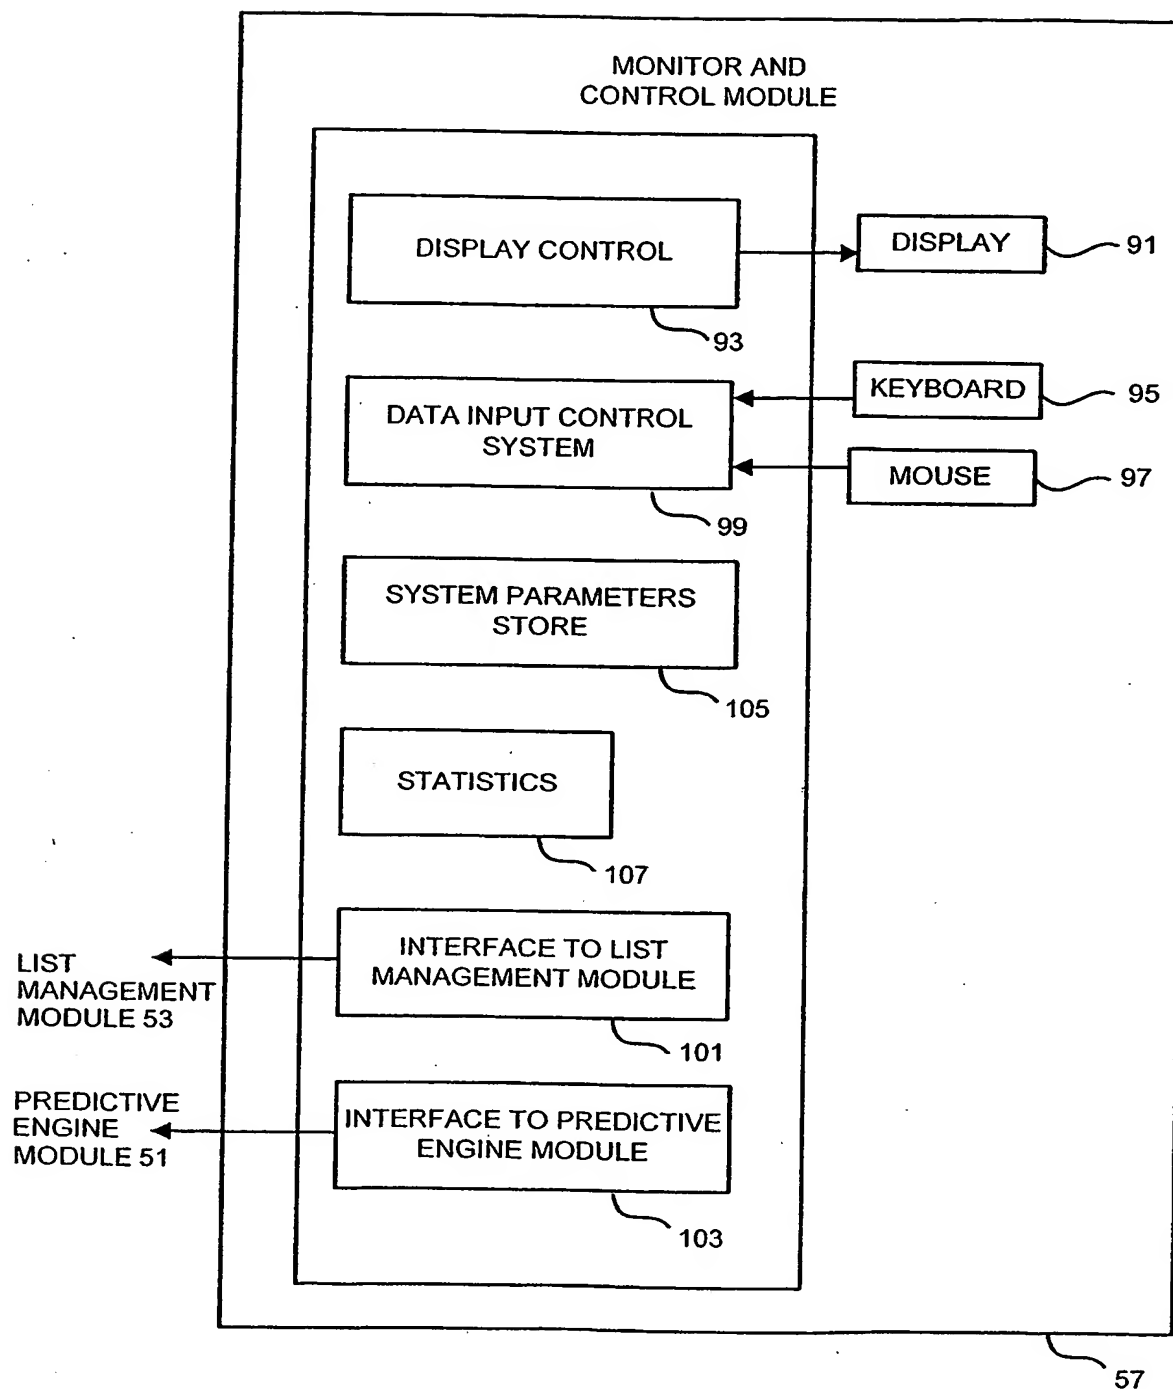 MONITOR AND
CONTROL MODULE
DISPLAY CONTROL
93
DISPLAY
91
DATA INPUT CONTROL
SYSTEM
99
KEYBOARD
95
MOUSE
97
SYSTEM PARAMETERS
STORE
105
STATISTICS
107
INTERFACE TO LIST
MANAGEMENT MODULE
101
LIST
MANAGEMENT
MODULE 53
INTERFACE TO PREDICTIVE
ENGINE MODULE
103
PREDICTIVE
ENGINE
MODULE 51
57